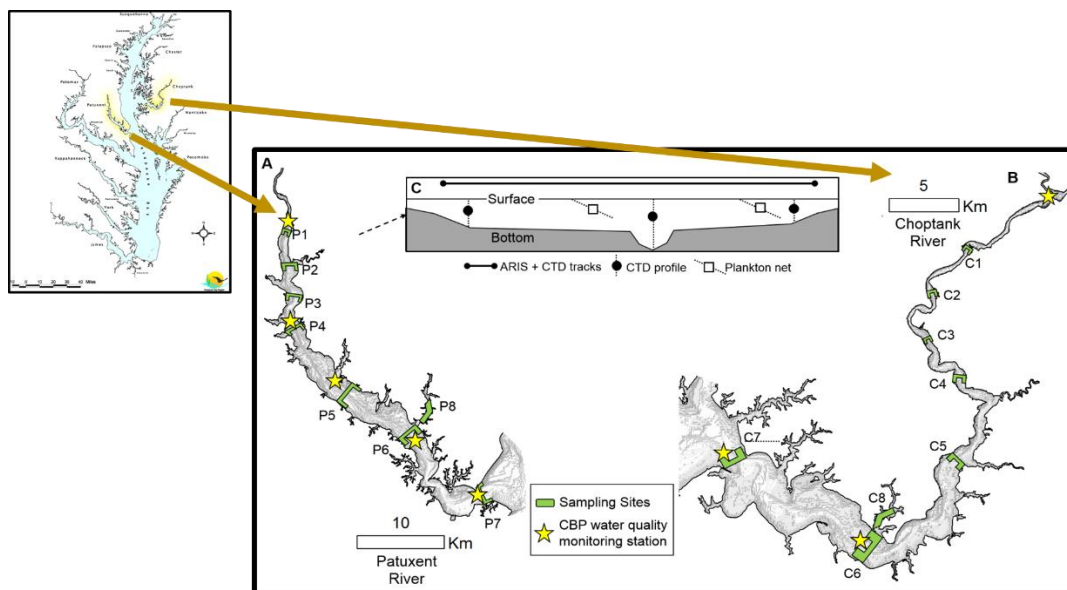 Susquehanna
Patapsco
Chester
Choptank
Potomac
Patuxent
Nanticoke
Rappahannock
Pocomoke
York
James
Miles
A
P1
P2
P3
P4
P5
P8
P6
P7
10
Km
Patuxent
River
C
Surface
Bottom
ARIS + CTD tracks
CTD profile
Plankton net
Sampling Sites
CBP water quality
monitoring station
B
5
Km
Choptank
River
C1
C2
C3
C4
C5
C7
C8
C6